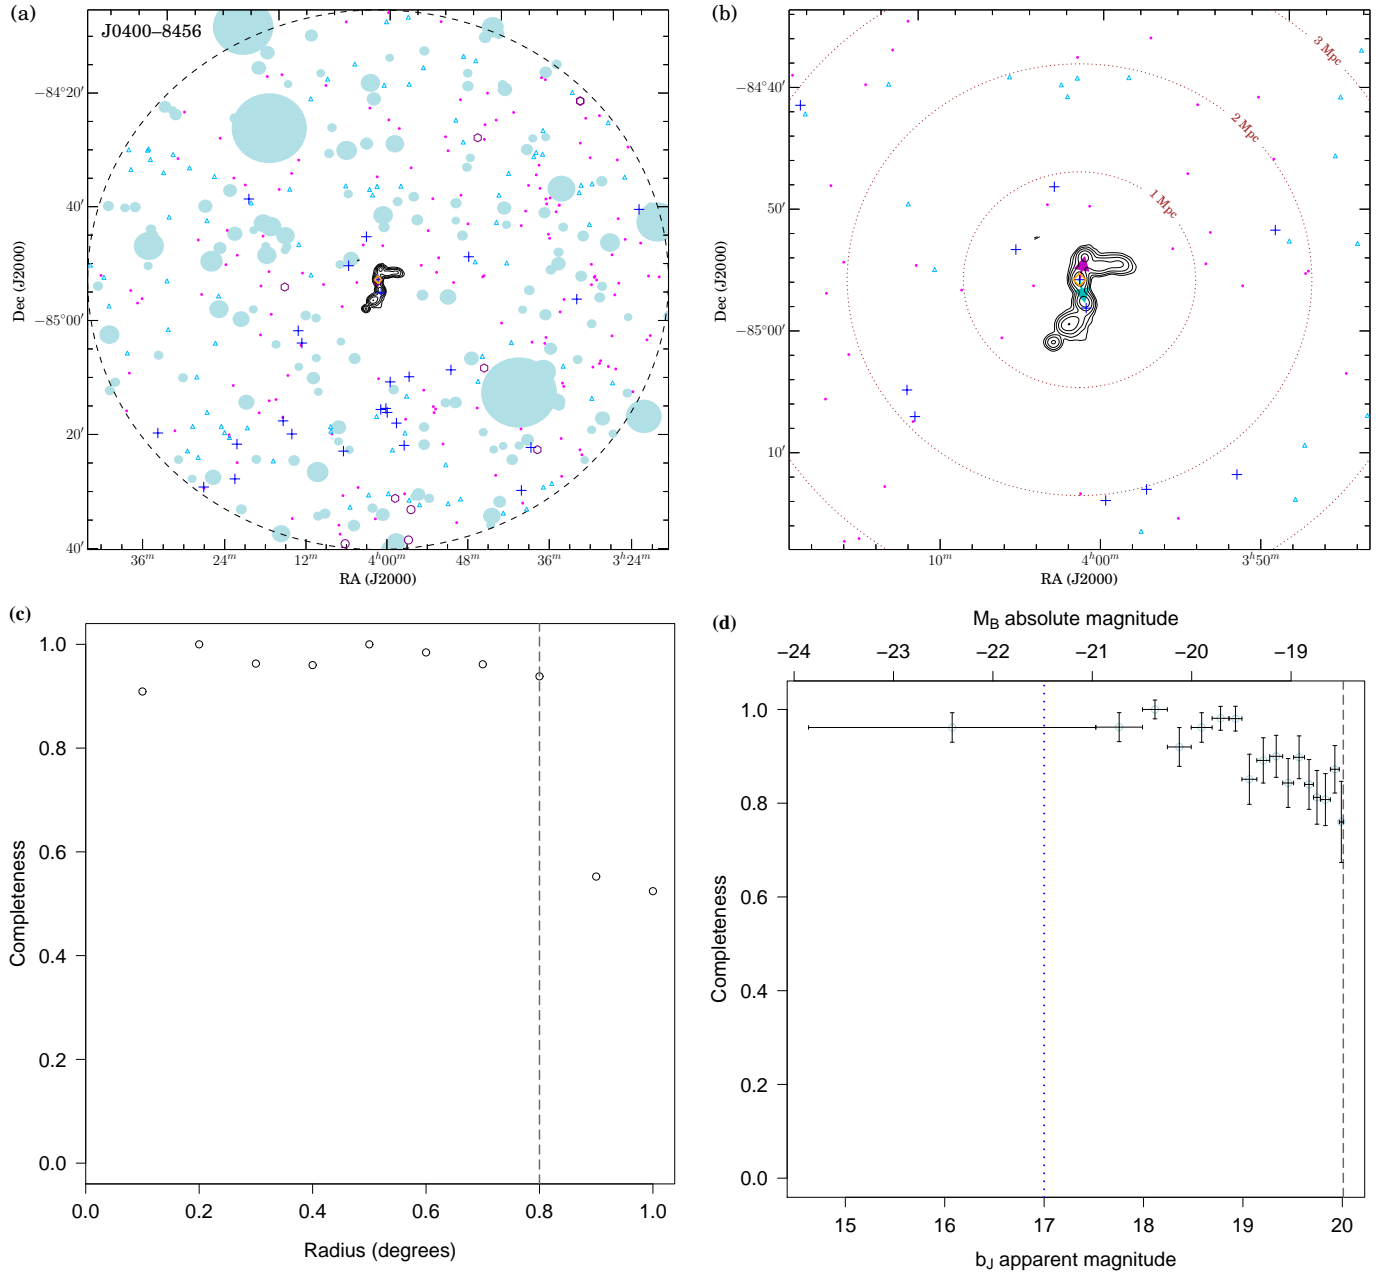 (a)
J0400–8456
Dec (J2000)
−84°20′
40′
−85°00′
20′
40′
36ᵐ
24ᵐ
12ᵐ
4ʰ00ᵐ
48ᵐ
36ᵐ
3ʰ24ᵐ
RA (J2000)
(b)
3 Mpc
2 Mpc
1 Mpc
Dec (J2000)
−84°40′
50′
−85°00′
10′
10ᵐ
4ʰ00ᵐ
3ʰ50ᵐ
RA (J2000)
(c)
Completeness
1.0
0.8
0.6
0.4
0.2
0.0
0.0
0.2
0.4
0.6
0.8
1.0
Radius (degrees)
(d)
M_B absolute magnitude
−24
−23
−22
−21
−20
−19
Completeness
1.0
0.8
0.6
0.4
0.2
0.0
15
16
17
18
19
20
b_J apparent magnitude